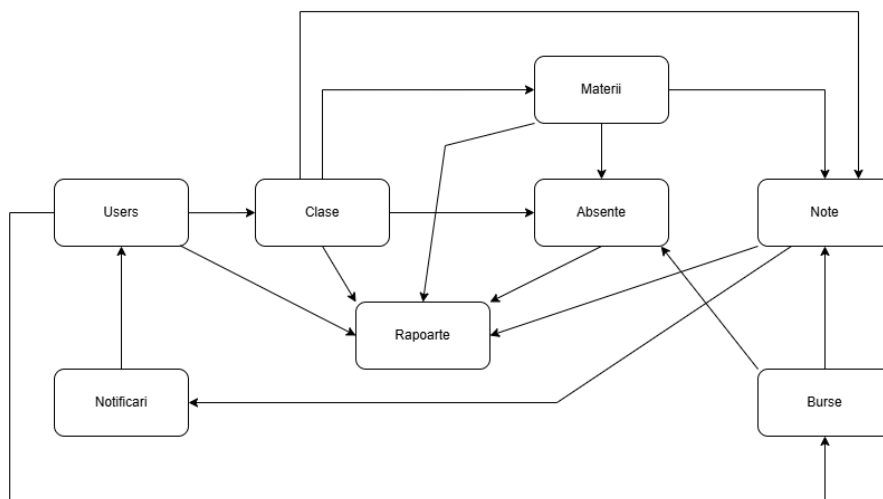 Materii
Users
Clase
Absente
Note
Rapoarte
Notificari
Burse